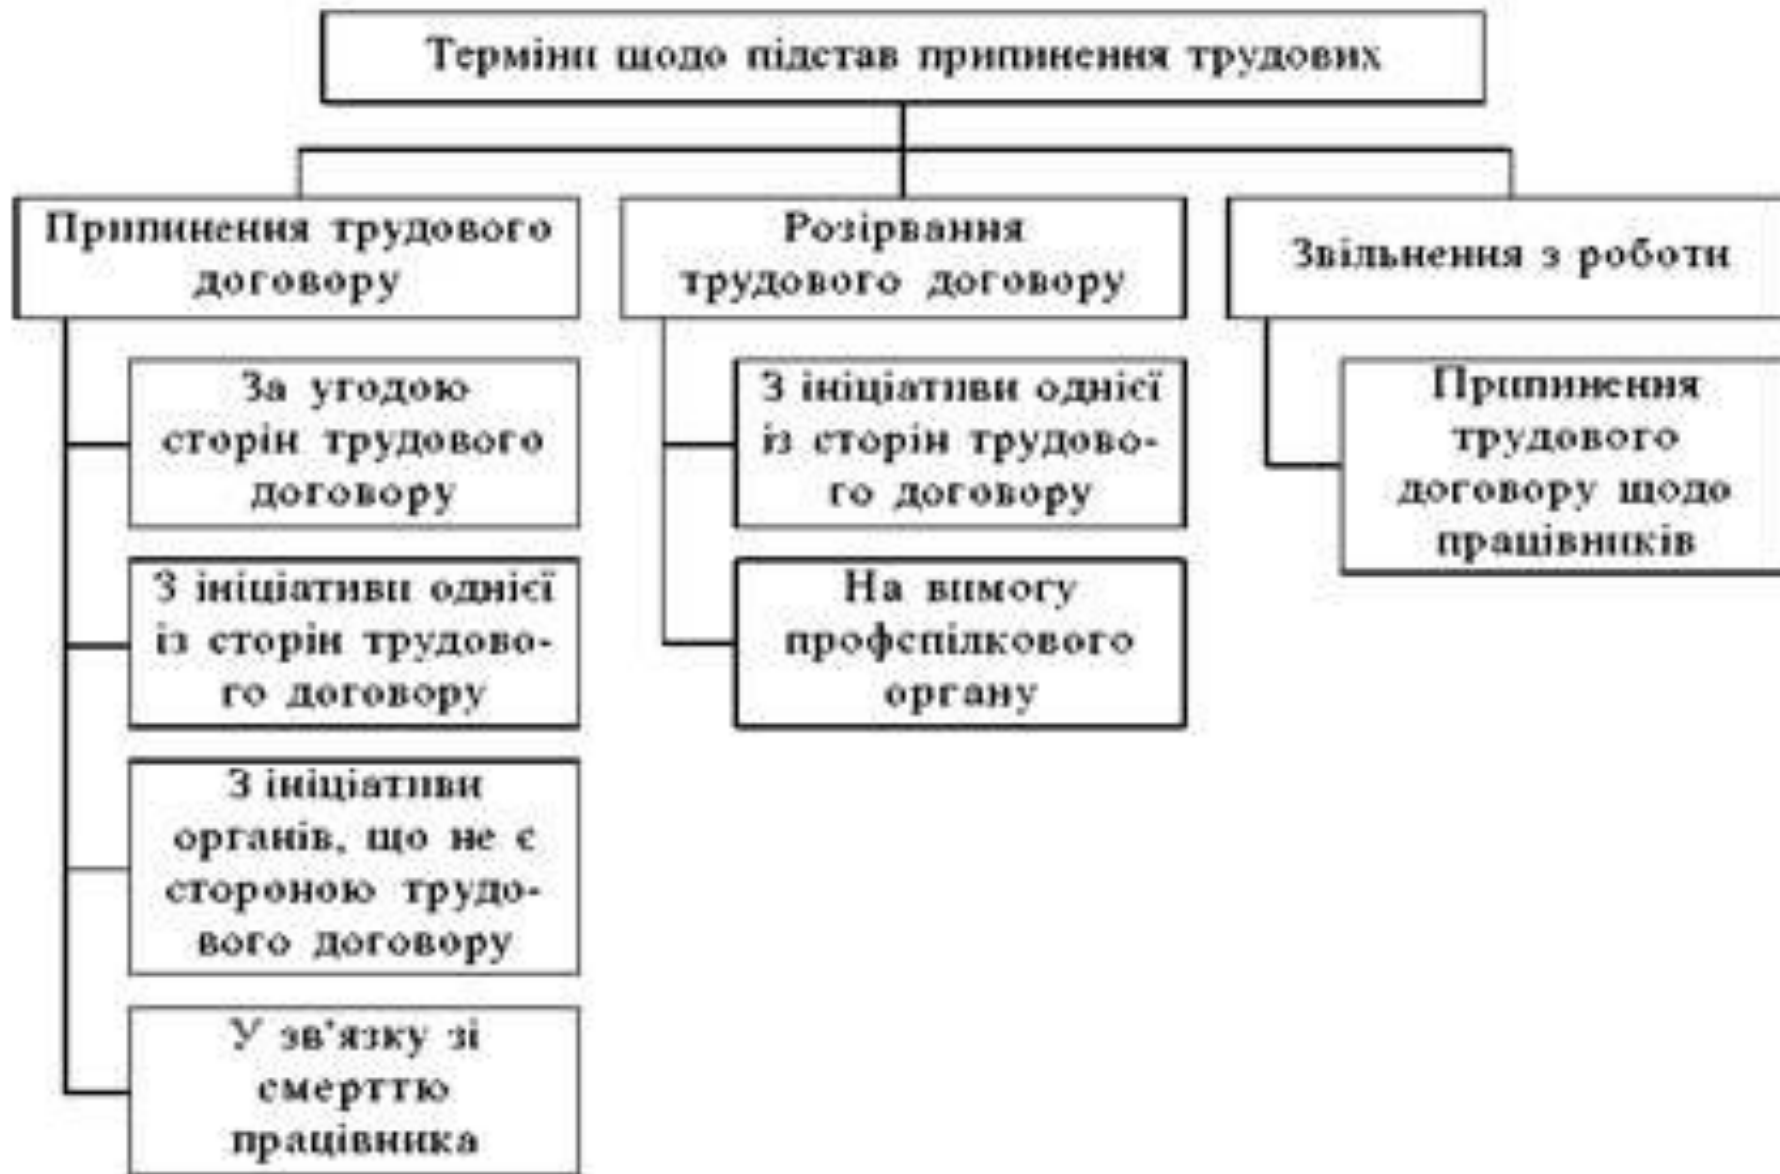 Терміни щодо підстав припинення трудових
Припинення трудового
договору
За угодою
сторін трудового
договору
З ініціативи однієї
із сторін трудово-
го договору
З ініціативи
органів, що не є
стороною трудо-
вого договору
У зв'язку зі
смертю
працівника
Розірвання
трудового договору
З ініціативи однієї
із сторін трудово-
го договору
На вимогу
профспілкового
органу
Звільнення з роботи
Припинення
трудового
договору щодо
працівників